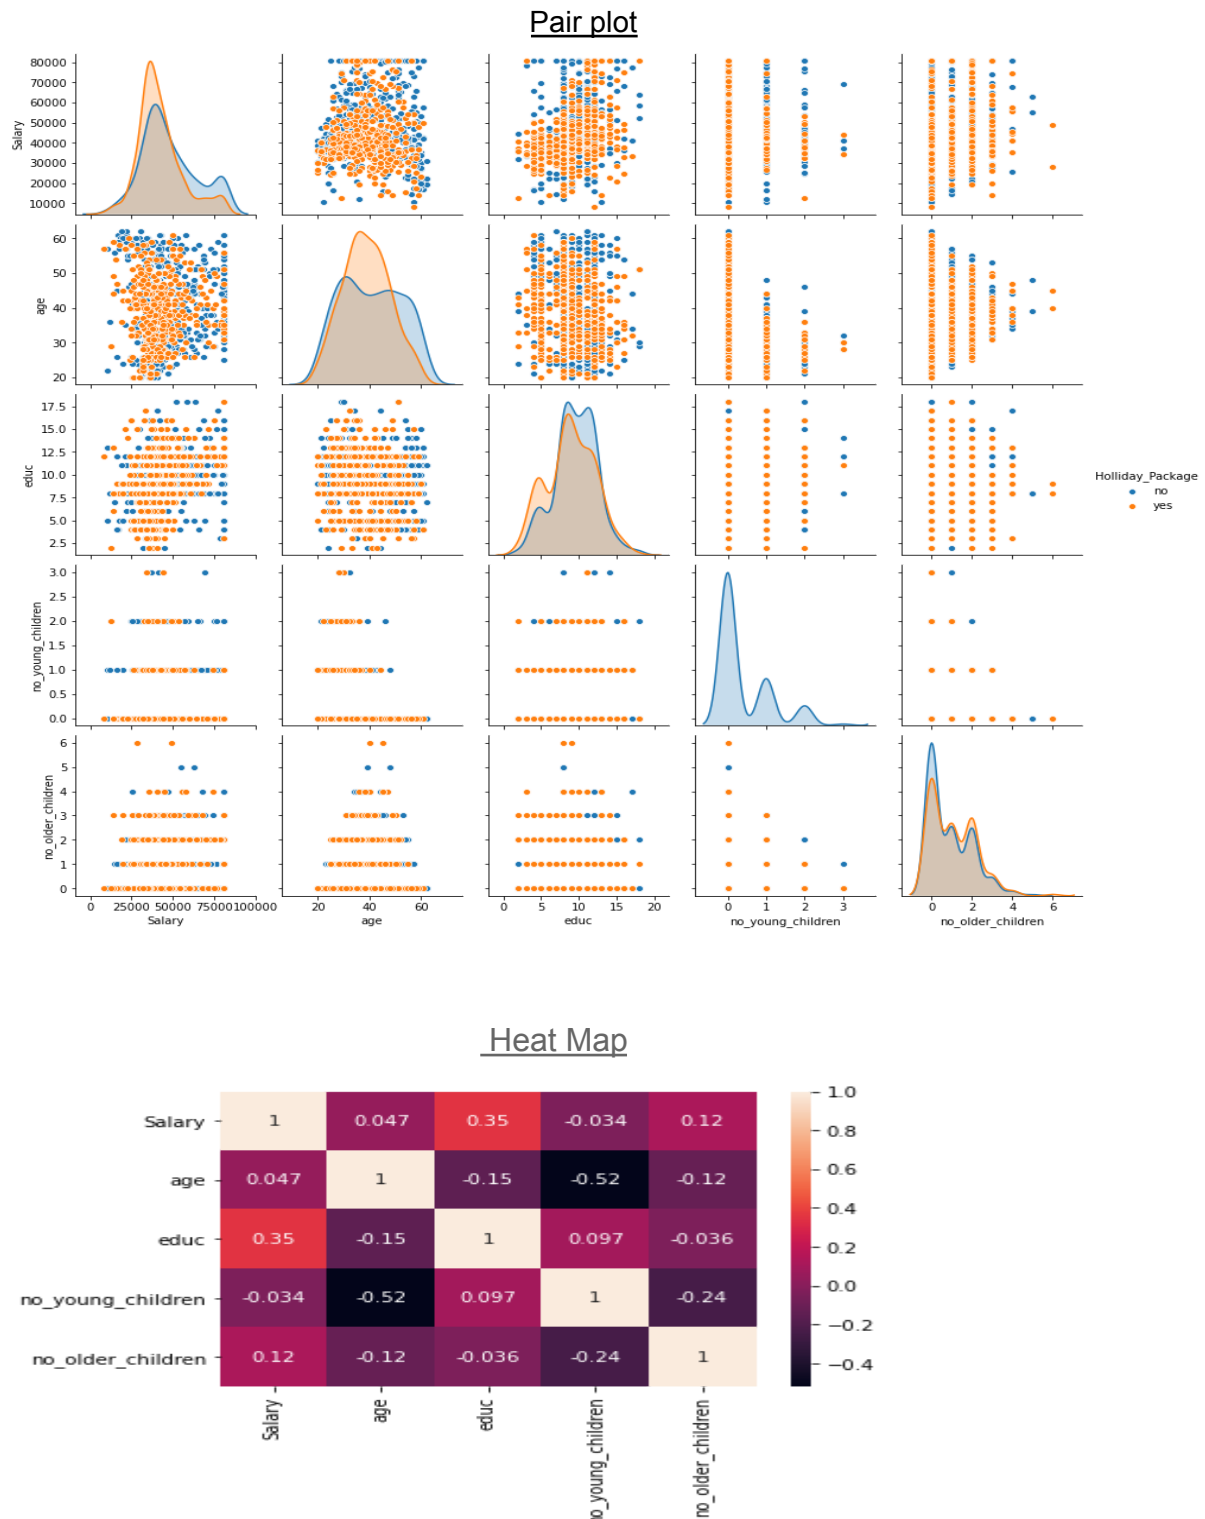 Pair plot
80000
70000
60000
50000
40000
30000
20000
10000
Salary
60
50
40
30
20
age
17.5
15.0
12.5
10.0
7.5
5.0
2.5
educ
Holliday_Package
no
yes
3.0
2.5
2.0
1.5
1.0
0.5
0.0
no_young_children
6
5
4
3
2
1
0
no_older_children
0 25000 50000 75000 100000
Salary
20 40 60
age
0 5 10 15 20
educ
0 1 2 3
no_young_children
0 2 4 6
no_older_children
Heat Map
Salary 1 0.047 0.35 -0.034 0.12
age 0.047 1 -0.15 -0.52 -0.12
educ 0.35 -0.15 1 0.097 -0.036
no_young_children -0.034 -0.52 0.097 1 -0.24
no_older_children 0.12 -0.12 -0.036 -0.24 1
1.0
0.8
0.6
0.4
0.2
0.0
−0.2
−0.4
Salary
age
educ
no_young_children
no_older_children